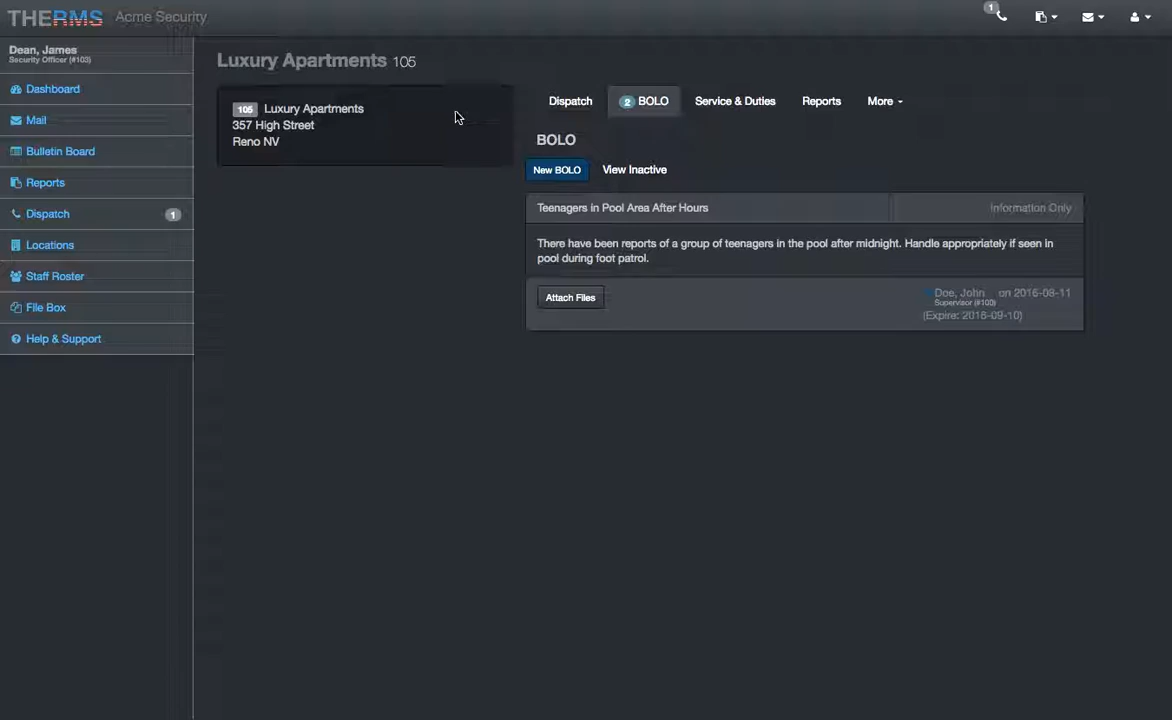 THERMS Acme Security
1
Dean, James
Security Officer (#103)
Dashboard
Mail
Bulletin Board
Reports
Dispatch 1
Locations
Staff Roster
File Box
Help & Support
Luxury Apartments 105
105 Luxury Apartments
357 High Street
Reno NV
Dispatch 2 BOLO Service & Duties Reports More
BOLO
New BOLO View Inactive
Teenagers in Pool Area After Hours Information Only
There have been reports of a group of teenagers in the pool after midnight. Handle appropriately if seen in
pool during foot patrol.
Attach Files
Doe, John on 2016-08-11
Supervisor (#100)
(Expire: 2016-09-10)